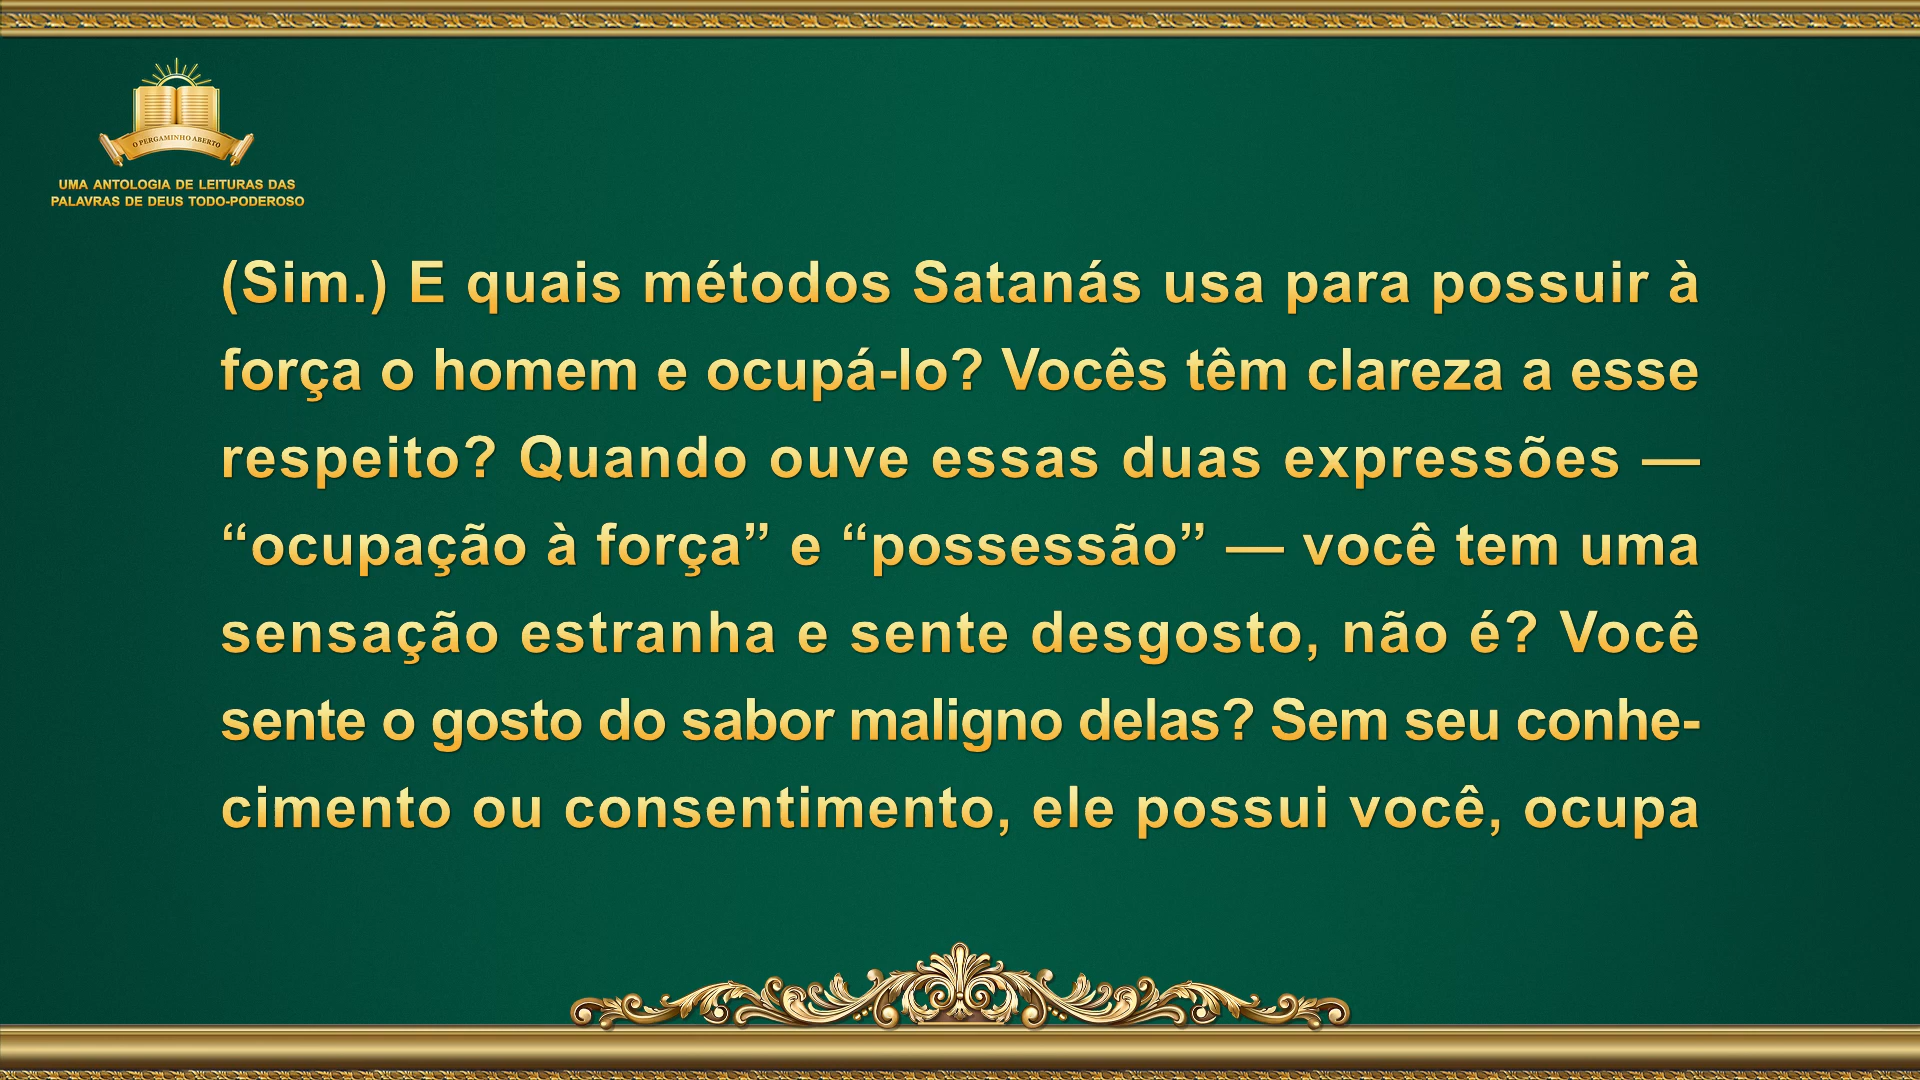 O PERGAMINHO ABERTO
UMA ANTOLOGIA DE LEITURAS DAS
PALAVRAS DE DEUS TODO-PODEROSO
(Sim.) E quais métodos Satanás usa para possuir à
força o homem e ocupá-lo? Vocês têm clareza a esse
respeito? Quando ouve essas duas expressões —
“ocupação à força” e “possessão” — você tem uma
sensação estranha e sente desgosto, não é? Você
sente o gosto do sabor maligno delas? Sem seu conhe-
cimento ou consentimento, ele possui você, ocupa